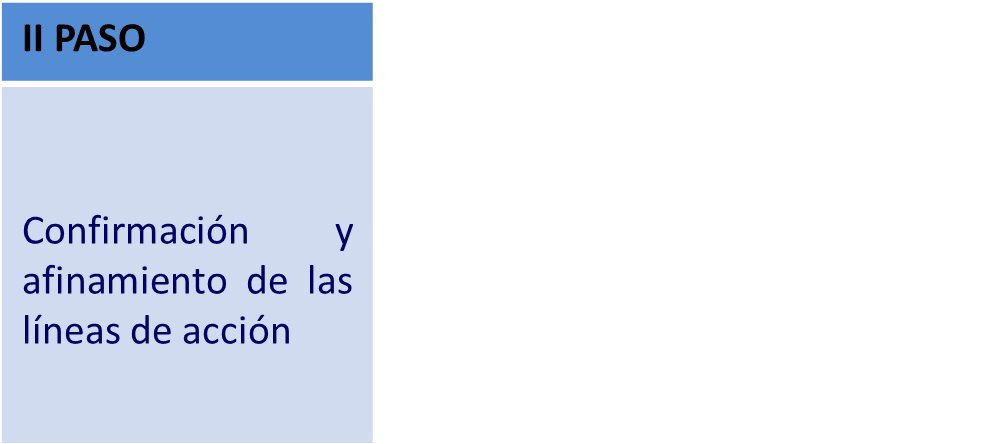 II PASO
Confirmación y
afinamiento de las
líneas de acción